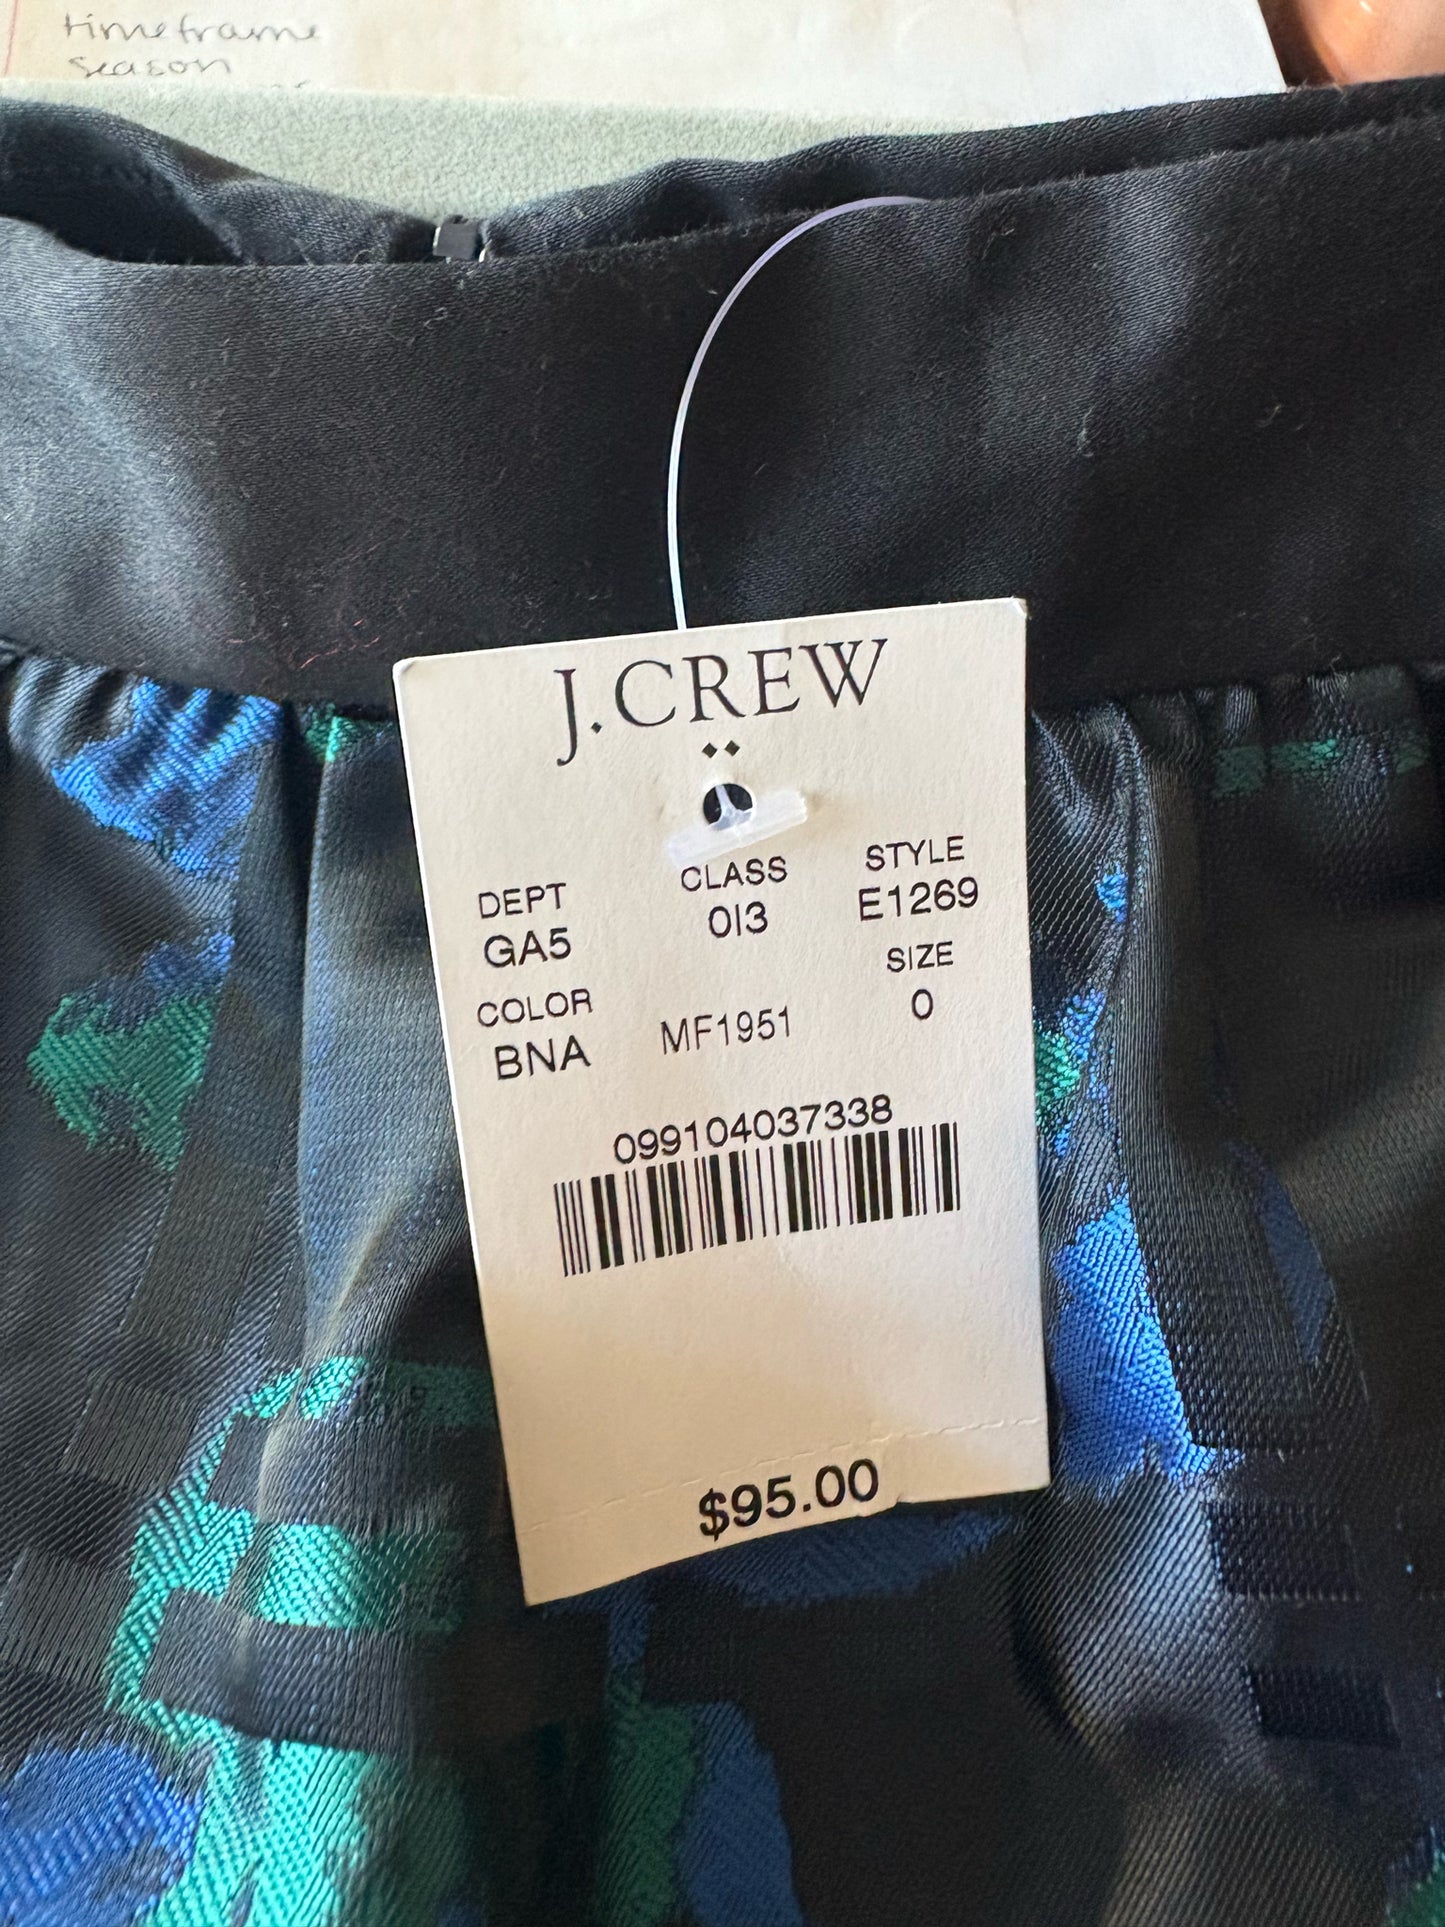 timeframe
season
J.CREW
DEPT CLASS STYLE
GA5 013 E1269
COLOR SIZE
BNA MF1951 0
099104037338
$95.00